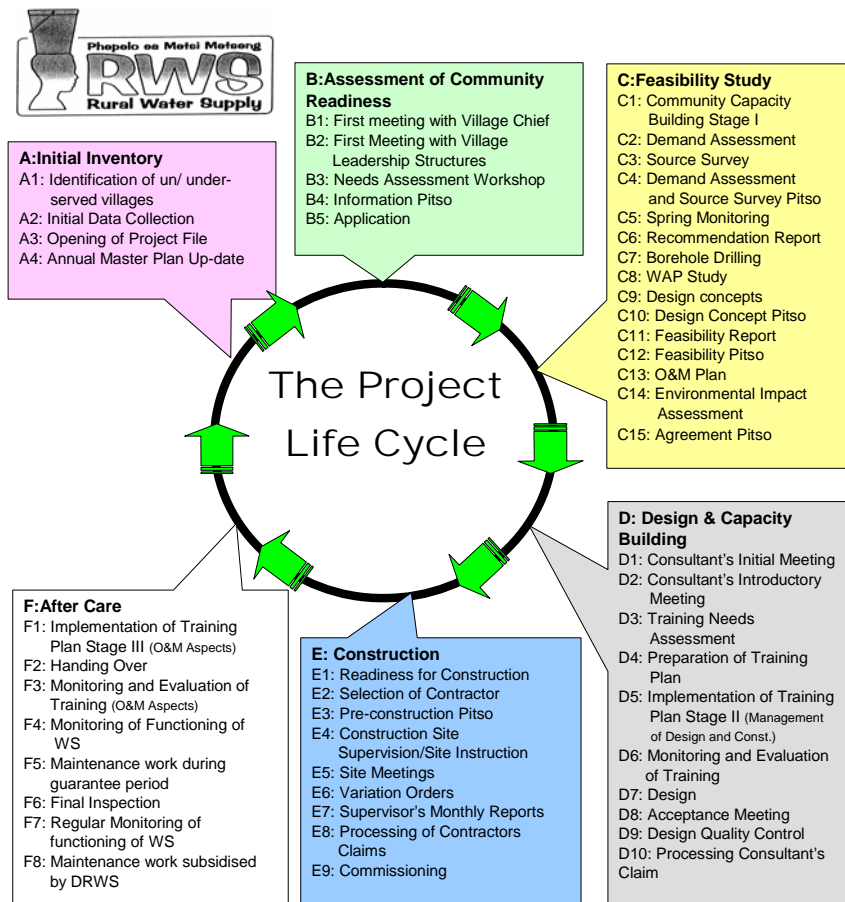 Phepelo ea Metsi Metseng
RWS
Rural Water Supply
A:Initial Inventory
A1: Identification of un/ under-
served villages
A2: Initial Data Collection
A3: Opening of Project File
A4: Annual Master Plan Up-date
B:Assessment of Community
Readiness
B1: First meeting with Village Chief
B2: First Meeting with Village
Leadership Structures
B3: Needs Assessment Workshop
B4: Information Pitso
B5: Application
C:Feasibility Study
C1: Community Capacity
Building Stage I
C2: Demand Assessment
C3: Source Survey
C4: Demand Assessment
and Source Survey Pitso
C5: Spring Monitoring
C6: Recommendation Report
C7: Borehole Drilling
C8: WAP Study
C9: Design concepts
C10: Design Concept Pitso
C11: Feasibility Report
C12: Feasibility Pitso
C13: O&M Plan
C14: Environmental Impact
Assessment
C15: Agreement Pitso
The Project
Life Cycle
D: Design & Capacity
Building
D1: Consultant's Initial Meeting
D2: Consultant's Introductory
Meeting
D3: Training Needs
Assessment
D4: Preparation of Training
Plan
D5: Implementation of Training
Plan Stage II (Management
of Design and Const.)
D6: Monitoring and Evaluation
of Training
D7: Design
D8: Acceptance Meeting
D9: Design Quality Control
D10: Processing Consultant's
Claim
E: Construction
E1: Readiness for Construction
E2: Selection of Contractor
E3: Pre-construction Pitso
E4: Construction Site
Supervision/Site Instruction
E5: Site Meetings
E6: Variation Orders
E7: Supervisor's Monthly Reports
E8: Processing of Contractors
Claims
E9: Commissioning
F:After Care
F1: Implementation of Training
Plan Stage III (O&M Aspects)
F2: Handing Over
F3: Monitoring and Evaluation of
Training (O&M Aspects)
F4: Monitoring of Functioning of
WS
F5: Maintenance work during
guarantee period
F6: Final Inspection
F7: Regular Monitoring of
functioning of WS
F8: Maintenance work subsidised
by DRWS